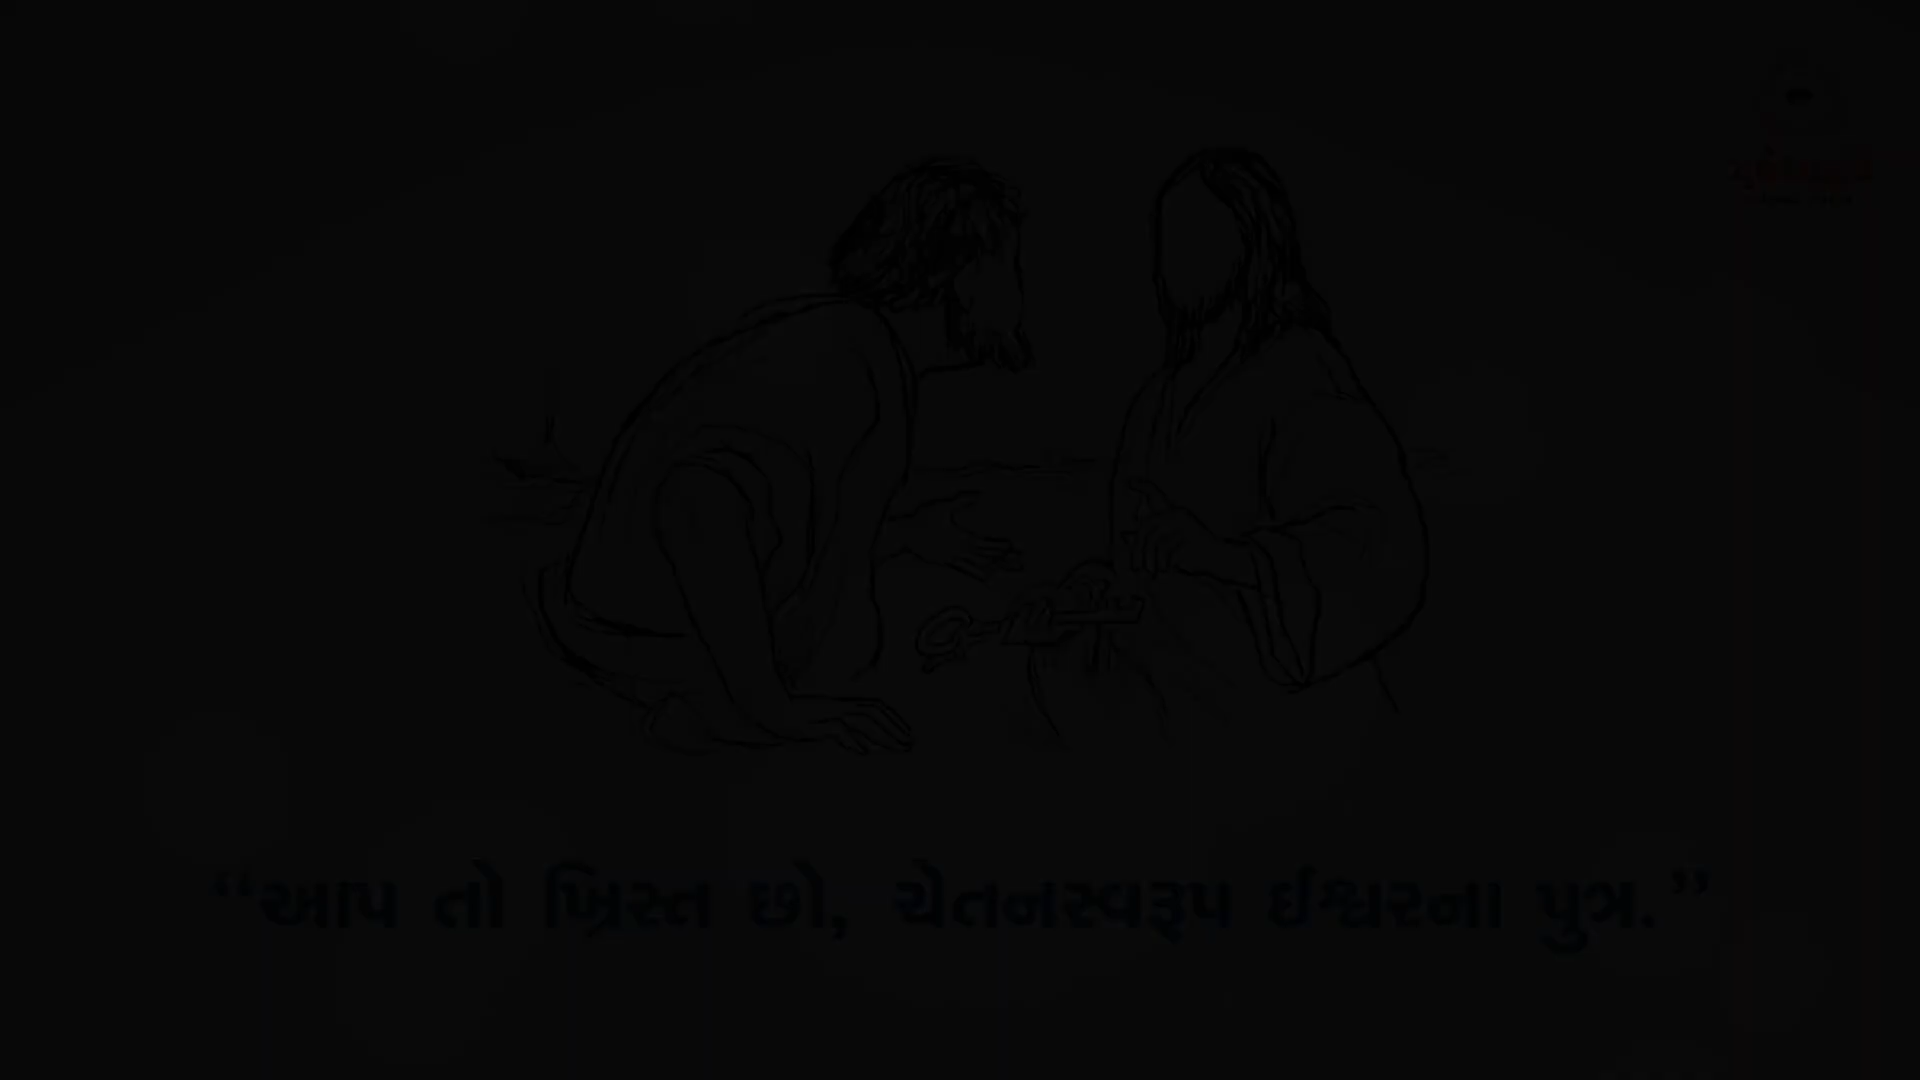 “આપ તો ખ્રિસ્ત છો, ચેતનસ્વરૂપ ઈશ્વરના પુત્ર.”